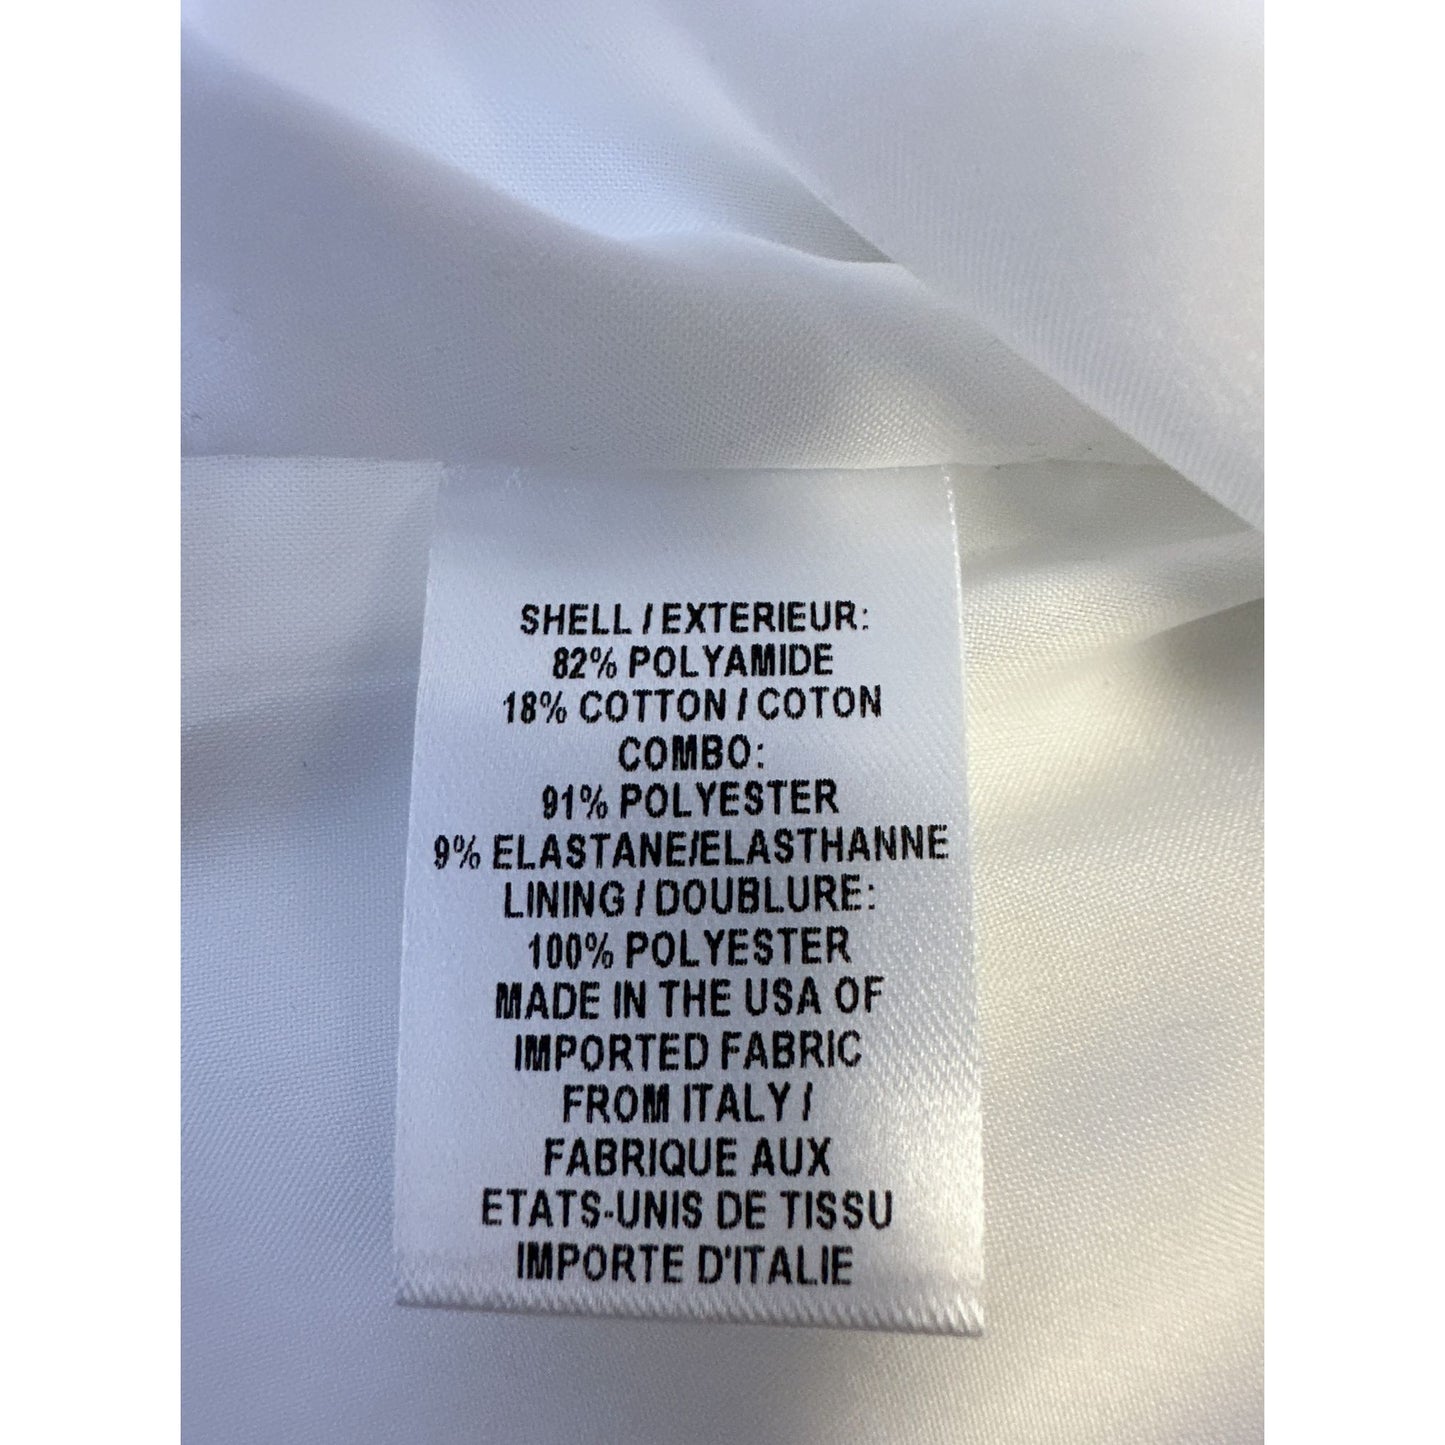 SHELL / EXTERIEUR:
82% POLYAMIDE
18% COTTON / COTON
COMBO:
91% POLYESTER
9% ELASTANE/ELASTHANNE
LINING / DOUBLURE:
100% POLYESTER
MADE IN THE USA OF
IMPORTED FABRIC
FROM ITALY /
FABRIQUE AUX
ETATS-UNIS DE TISSU
IMPORTE D'ITALIE